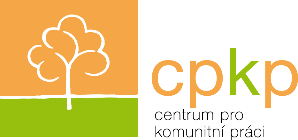 cpkp
centrum pro
komunitní práci